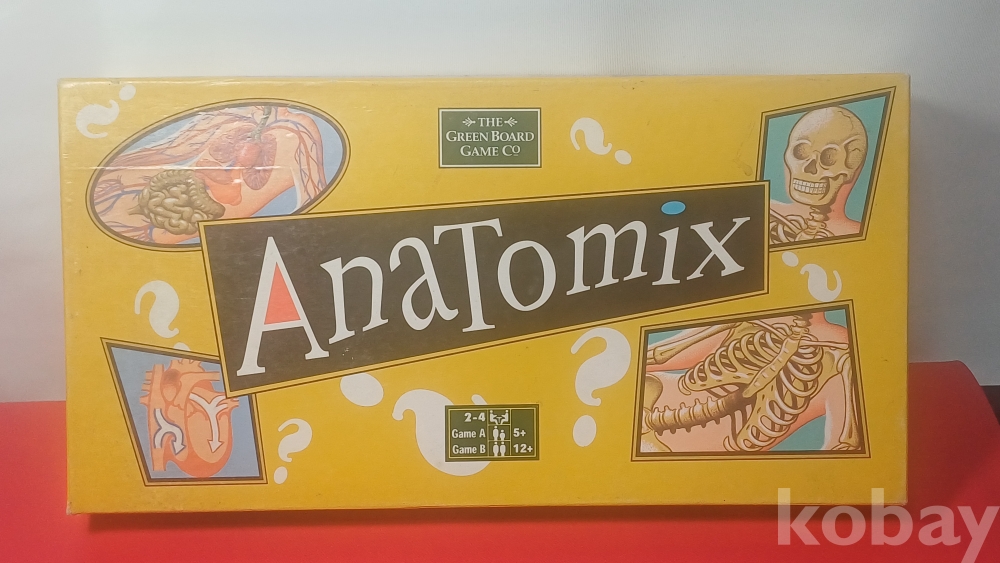 THE
GREEN BOARD
GAME CO
AnaTomix
2-4
Game A 5+
Game B 12+
kobay